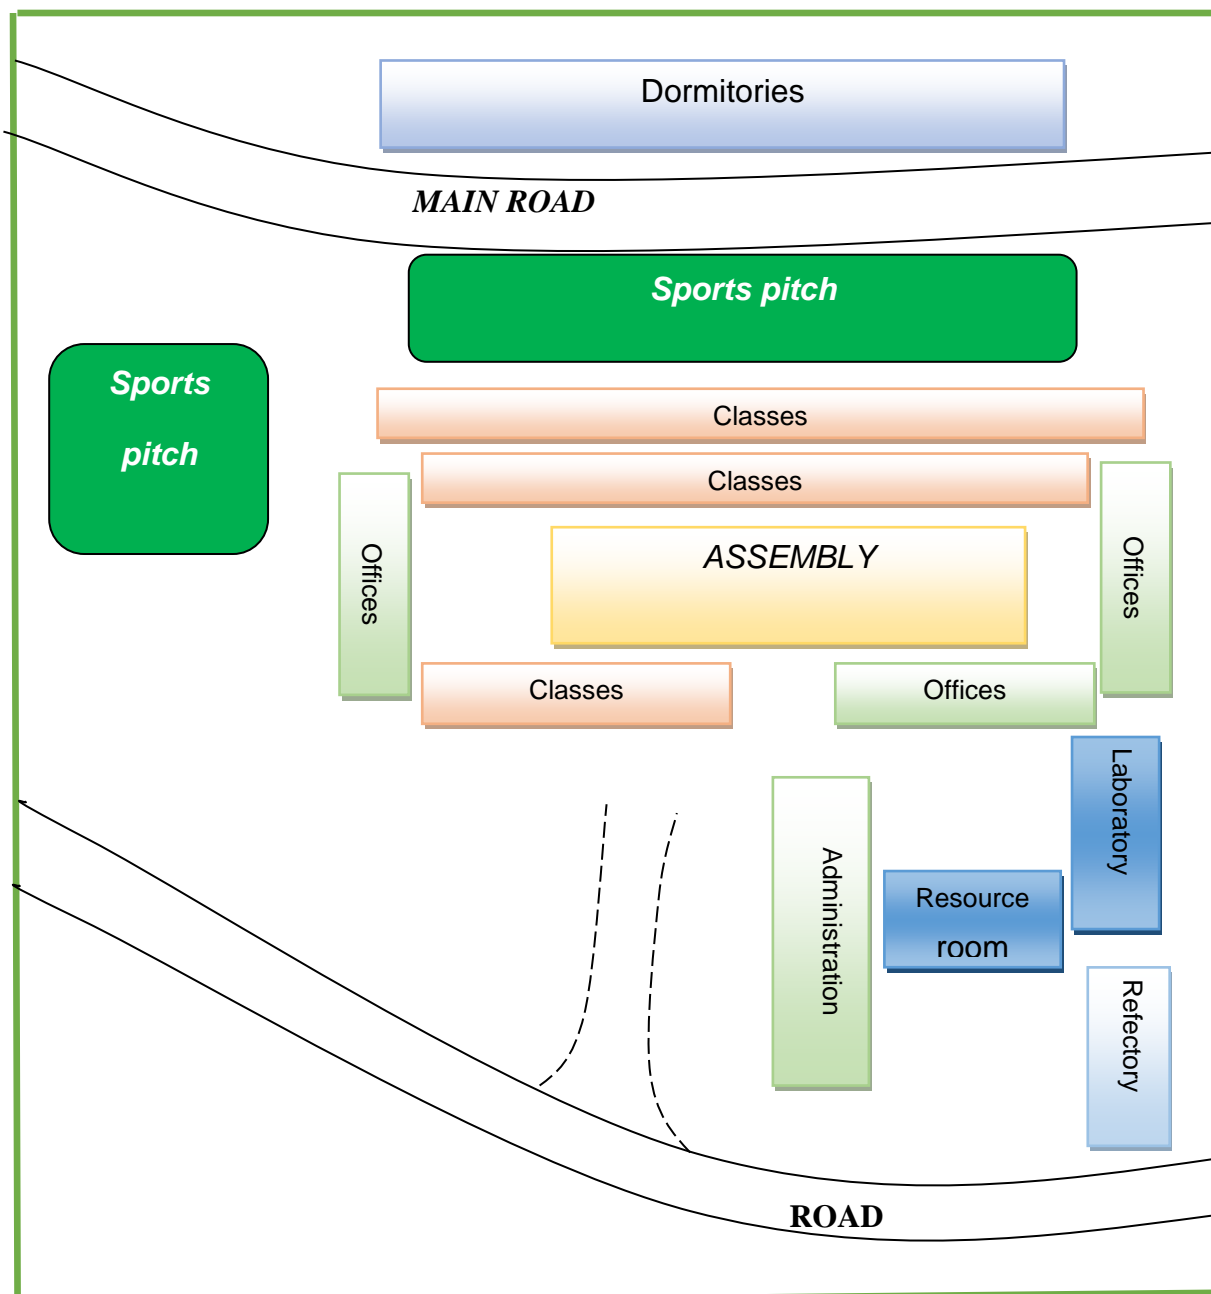 Dormitories
MAIN ROAD
Sports pitch
Sports
pitch
Classes
Classes
Offices
ASSEMBLY
Offices
Classes
Offices
Laboratory
Administration
Resource
room
Refectory
ROAD